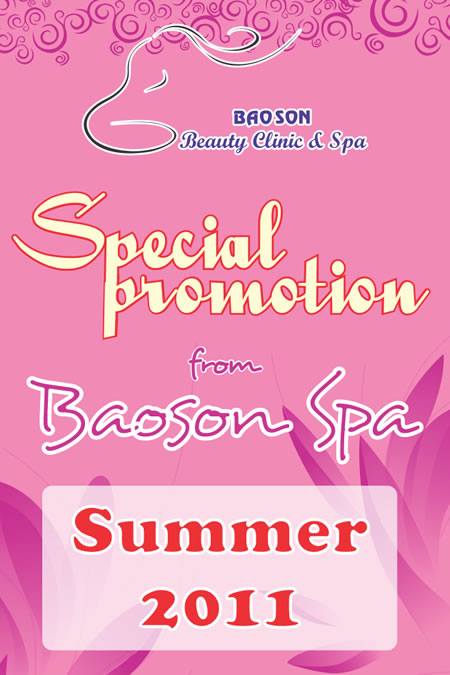 BAOSON
Beauty Clinic & Spa
Special
promotion
from
Baoson Spa
Summer
2011